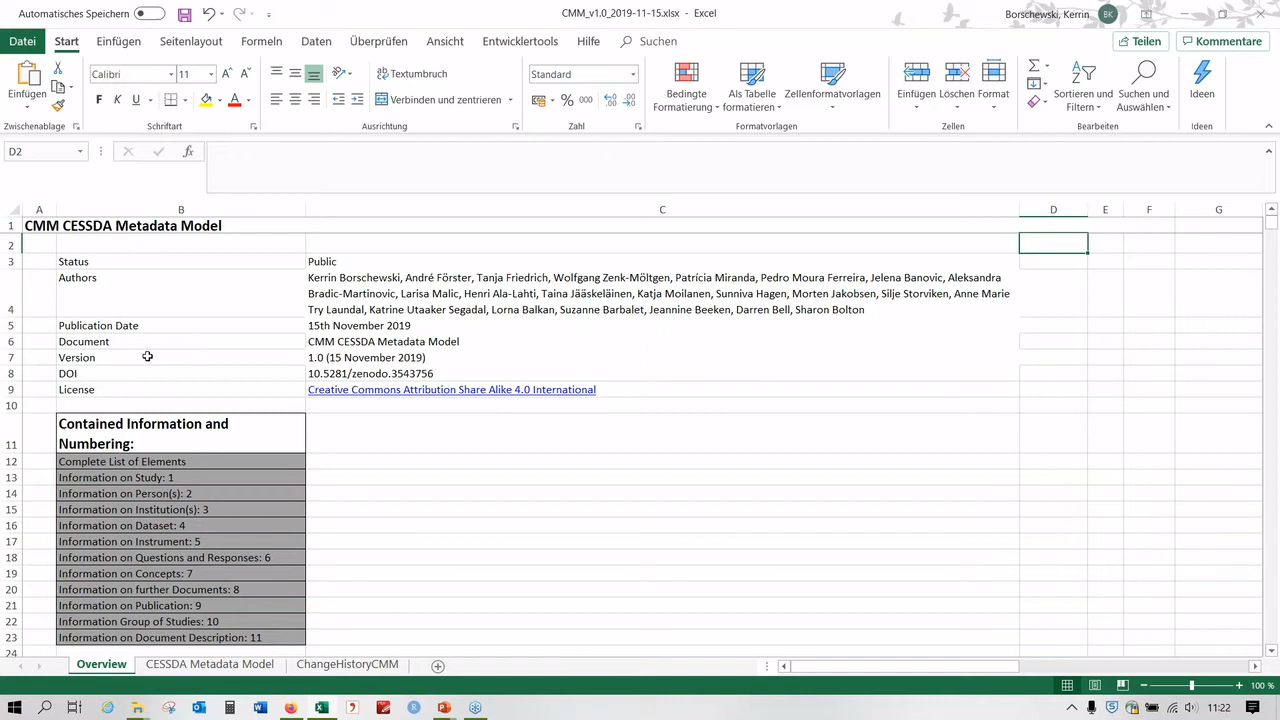 Automatisches Speichern
CMM_v1.0_2019-11-15.xlsx - Excel
Borschewski, Kerrin
BK
Datei
Start
Einfügen
Seitenlayout
Formeln
Daten
Überprüfen
Ansicht
Entwicklertools
Hilfe
Suchen
Teilen
Kommentare
Einfügen
Calibri
11
F K U
Textumbruch
Verbinden und zentrieren
Standard
% 000
Bedingte Formatierung
Als Tabelle formatieren
Zellenformatvorlagen
Einfügen
Löschen
Format
Sortieren und Filtern
Suchen und Auswählen
Ideen
Zwischenablage
Schriftart
Ausrichtung
Zahl
Formatvorlagen
Zellen
Bearbeiten
Ideen
D2
fx
A B C D E F G
1 CMM CESSDA Metadata Model
2
3 Status Public
Authors Kerrin Borschewski, André Förster, Tanja Friedrich, Wolfgang Zenk-Möltgen, Patrícia Miranda, Pedro Moura Ferreira, Jelena Banovic, Aleksandra
Bradic-Martinovic, Larisa Malic, Henri Ala-Lahti, Taina Jääskeläinen, Katja Moilanen, Sunniva Hagen, Morten Jakobsen, Silje Storviken, Anne Marie
4 Try Laundal, Katrine Utaaker Segadal, Lorna Balkan, Suzanne Barbalet, Jeannine Beeken, Darren Bell, Sharon Bolton
5 Publication Date 15th November 2019
6 Document CMM CESSDA Metadata Model
7 Version 1.0 (15 November 2019)
8 DOI 10.5281/zenodo.3543756
9 License Creative Commons Attribution Share Alike 4.0 International
10
Contained Information and
11 Numbering:
12 Complete List of Elements
13 Information on Study: 1
14 Information on Person(s): 2
15 Information on Institution(s): 3
16 Information on Dataset: 4
17 Information on Instrument: 5
18 Information on Questions and Responses: 6
19 Information on Concepts: 7
20 Information on further Documents: 8
21 Information on Publication: 9
22 Information Group of Studies: 10
23 Information on Document Description: 11
24
Overview
CESSDA Metadata Model
ChangeHistoryCMM
100 %
11:22